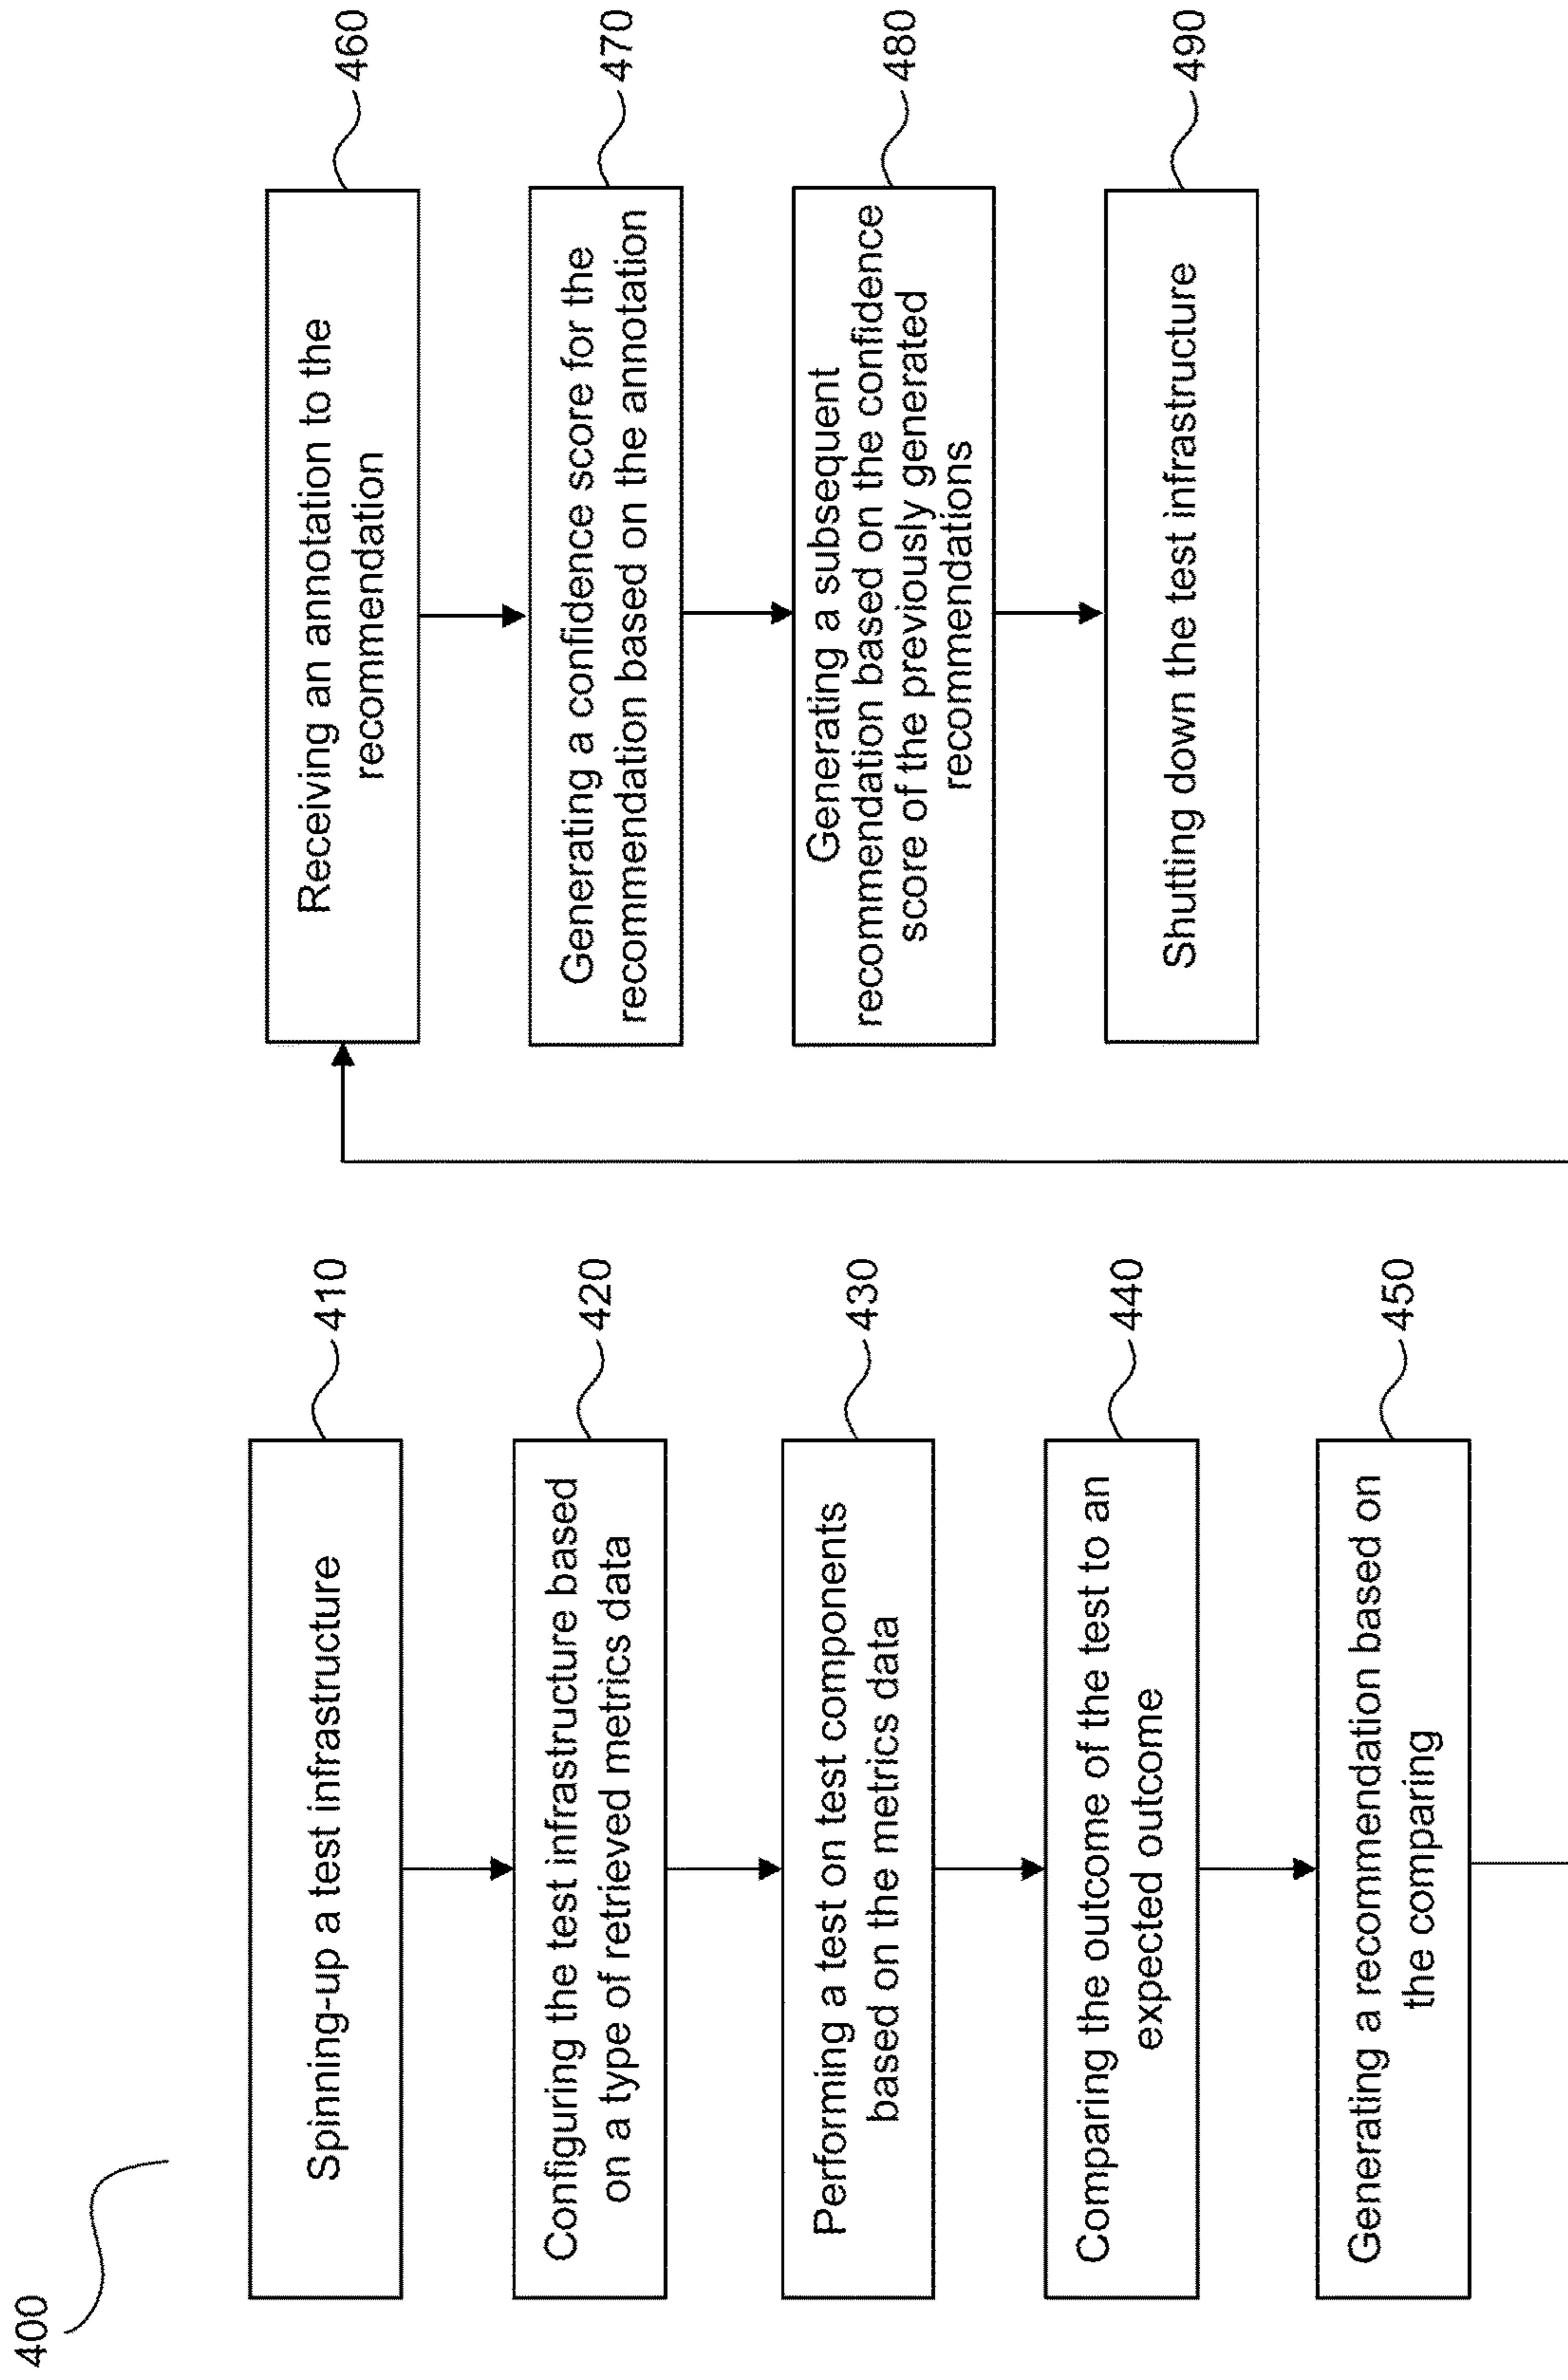 400
Spinning-up a test infrastructure
410
Configuring the test infrastructure based
on a type of retrieved metrics data
420
Performing a test on test components
based on the metrics data
430
Comparing the outcome of the test to an
expected outcome
440
Generating a recommendation based on
the comparing
450
Receiving an annotation to the
recommendation
460
Generating a confidence score for the
recommendation based on the annotation
470
Generating a subsequent
recommendation based on the confidence
score of the previously generated
recommendations
480
Shutting down the test infrastructure
490